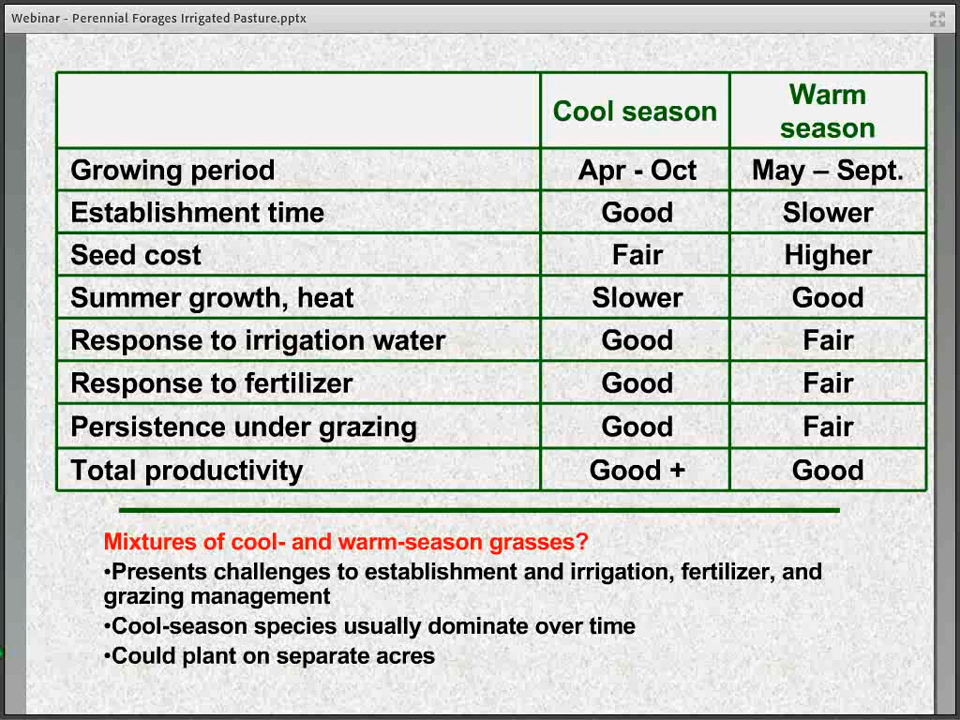 Webinar - Perennial Forages Irrigated Pasture.pptx
Cool season Warm season
Growing period Apr - Oct May – Sept.
Establishment time Good Slower
Seed cost Fair Higher
Summer growth, heat Slower Good
Response to irrigation water Good Fair
Response to fertilizer Good Fair
Persistence under grazing Good Fair
Total productivity Good + Good
Mixtures of cool- and warm-season grasses?
•Presents challenges to establishment and irrigation, fertilizer, and
grazing management
•Cool-season species usually dominate over time
•Could plant on separate acres